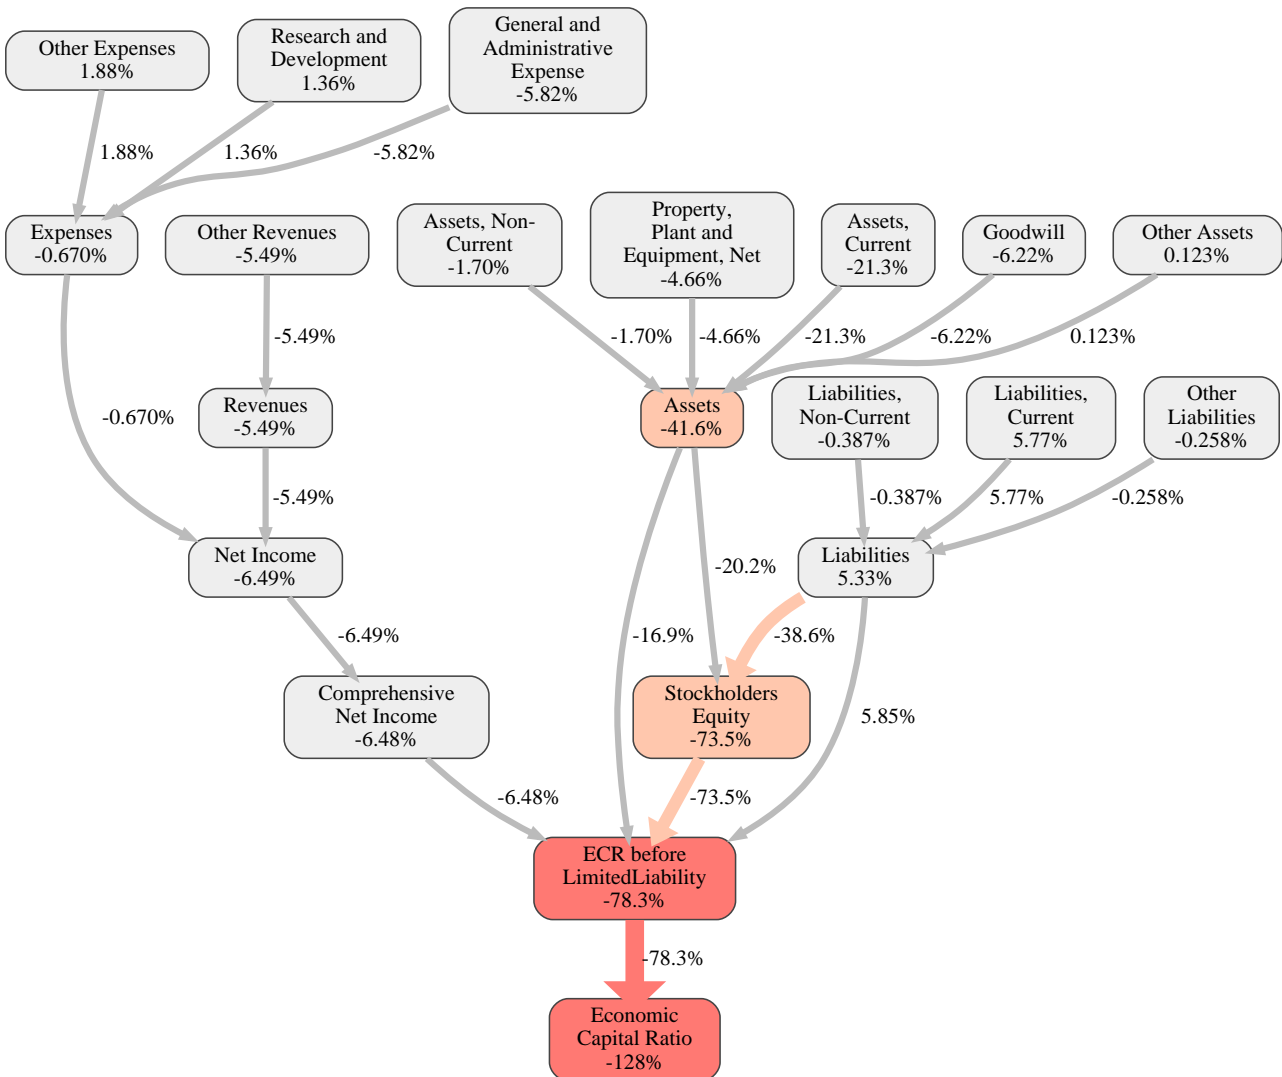 Other Expenses
1.88%
Research and
Development
1.36%
General and
Administrative
Expense
-5.82%
1.88%
1.36%
-5.82%
Expenses
-0.670%
Other Revenues
-5.49%
Assets, Non-
Current
-1.70%
Property,
Plant and
Equipment, Net
-4.66%
Assets,
Current
-21.3%
Goodwill
-6.22%
Other Assets
0.123%
-5.49%
-1.70%
-4.66%
-21.3%
-6.22%
0.123%
-0.670%
Revenues
-5.49%
Assets
-41.6%
Liabilities,
Non-Current
-0.387%
Liabilities,
Current
5.77%
Other
Liabilities
-0.258%
-5.49%
-0.387%
5.77%
-0.258%
Net Income
-6.49%
-20.2%
Liabilities
5.33%
-6.49%
-16.9%
-38.6%
Comprehensive
Net Income
-6.48%
Stockholders
Equity
-73.5%
5.85%
-6.48%
-73.5%
ECR before
LimitedLiability
-78.3%
-78.3%
Economic
Capital Ratio
-128%